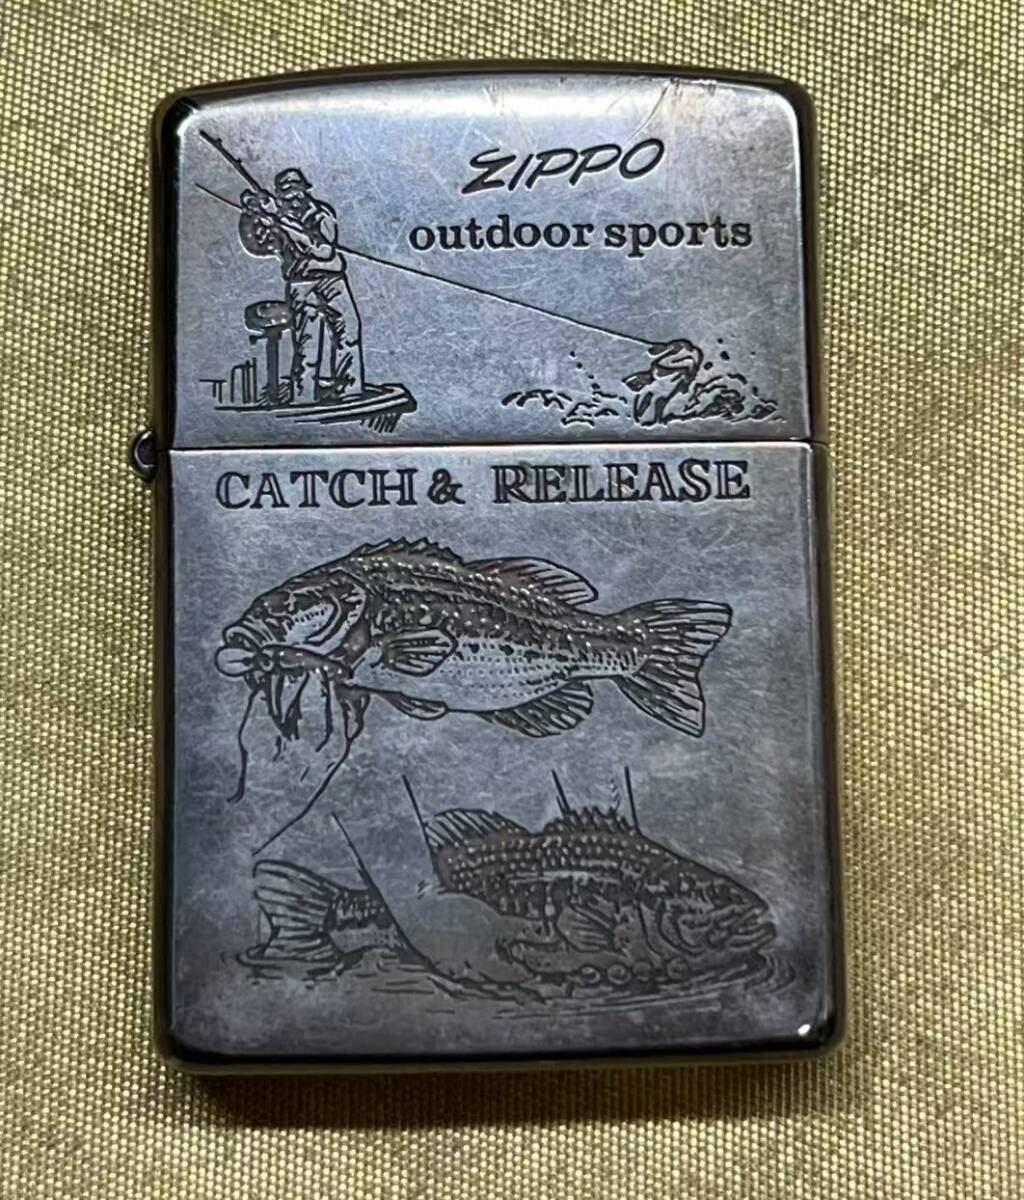 ZIPPO
outdoor sports
CATCH & RELEASE